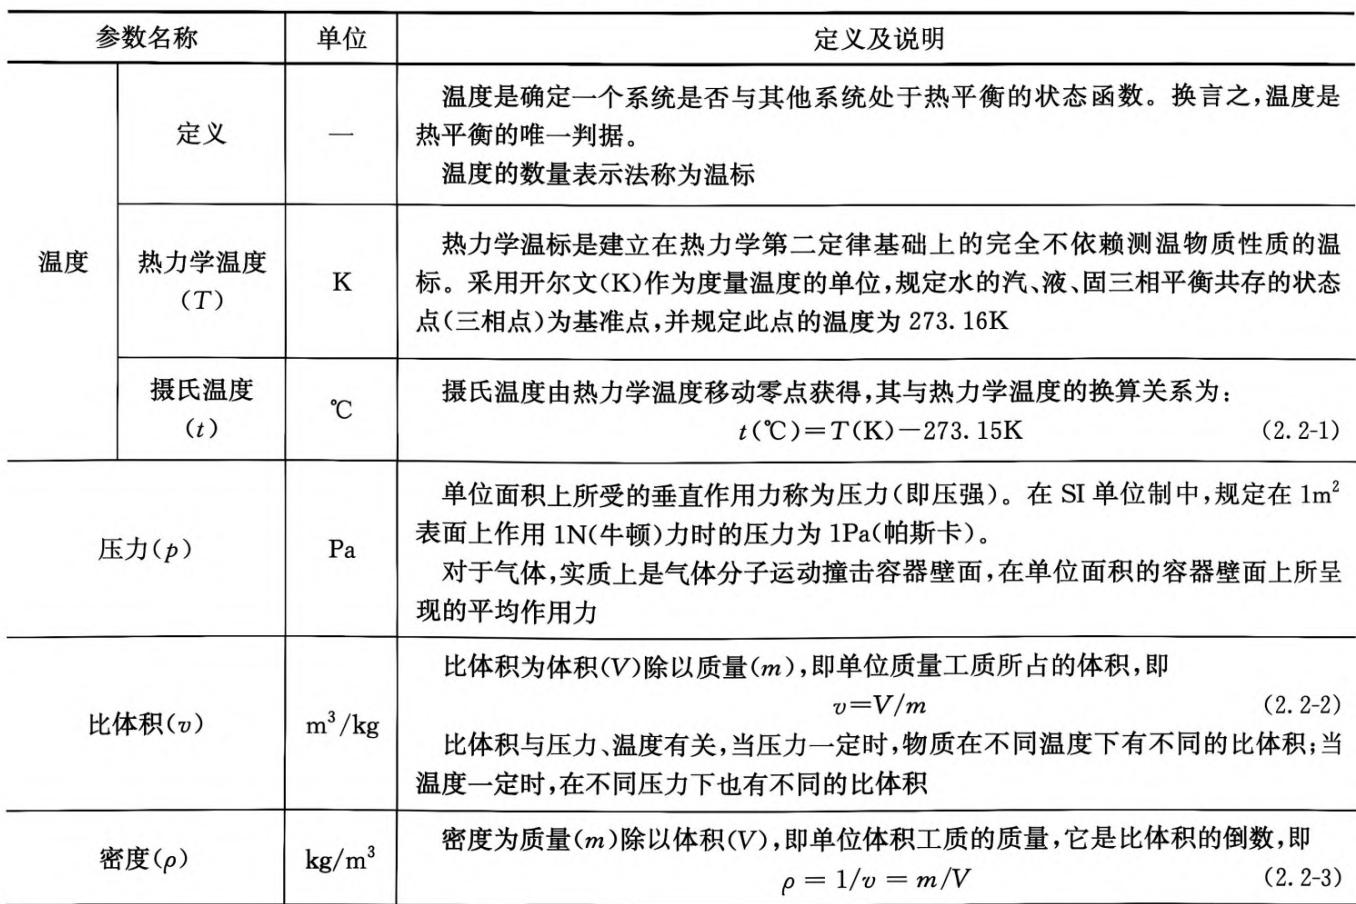 参数名称 单位 定义及说明
温度 定义 — 温度是确定一个系统是否与其他系统处于热平衡的状态函数。换言之,温度是
热平衡的唯一判据。
温度的数量表示法称为温标
热力学温度
(T)
K
热力学温标是建立在热力学第二定律基础上的完全不依赖测温物质性质的温
标。采用开尔文(K)作为度量温度的单位,规定水的汽、液、固三相平衡共存的状态
点(三相点)为基准点,并规定此点的温度为 273.16K
摄氏温度
(t)
℃
摄氏温度由热力学温度移动零点获得,其与热力学温度的换算关系为:
t(℃)=T(K)−273.15K (2.2-1)
压力(p) Pa
单位面积上所受的垂直作用力称为压力(即压强)。在 SI 单位制中,规定在 1m²
表面上作用 1N(牛顿)力时的压力为 1Pa(帕斯卡)。
对于气体,实质上是气体分子运动撞击容器壁面,在单位面积的容器壁面上所呈
现的平均作用力
比体积(v) m³/kg
比体积为体积(V)除以质量(m),即单位质量工质所占的体积,即
v=V/m (2.2-2)
比体积与压力、温度有关,当压力一定时,物质在不同温度下有不同的比体积;当
温度一定时,在不同压力下也有不同的比体积
密度(ρ) kg/m³
密度为质量(m)除以体积(V),即单位体积工质的质量,它是比体积的倒数,即
ρ = 1/v = m/V (2.2-3)